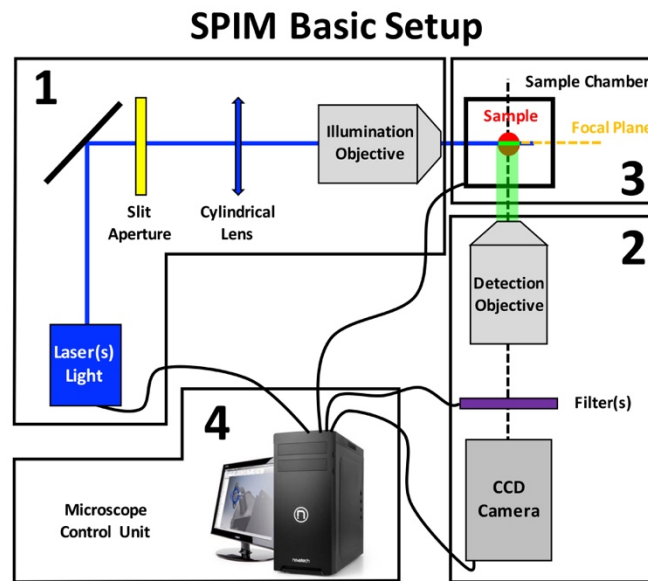 SPIM Basic Setup
1
Slit
Aperture
Cylindrical
Lens
Illumination
Objective
Laser(s)
Light
Sample Chamber
Sample
Focal Plane
3
2
Detection
Objective
Filter(s)
CCD
Camera
4
Microscope
Control Unit
n
novatech